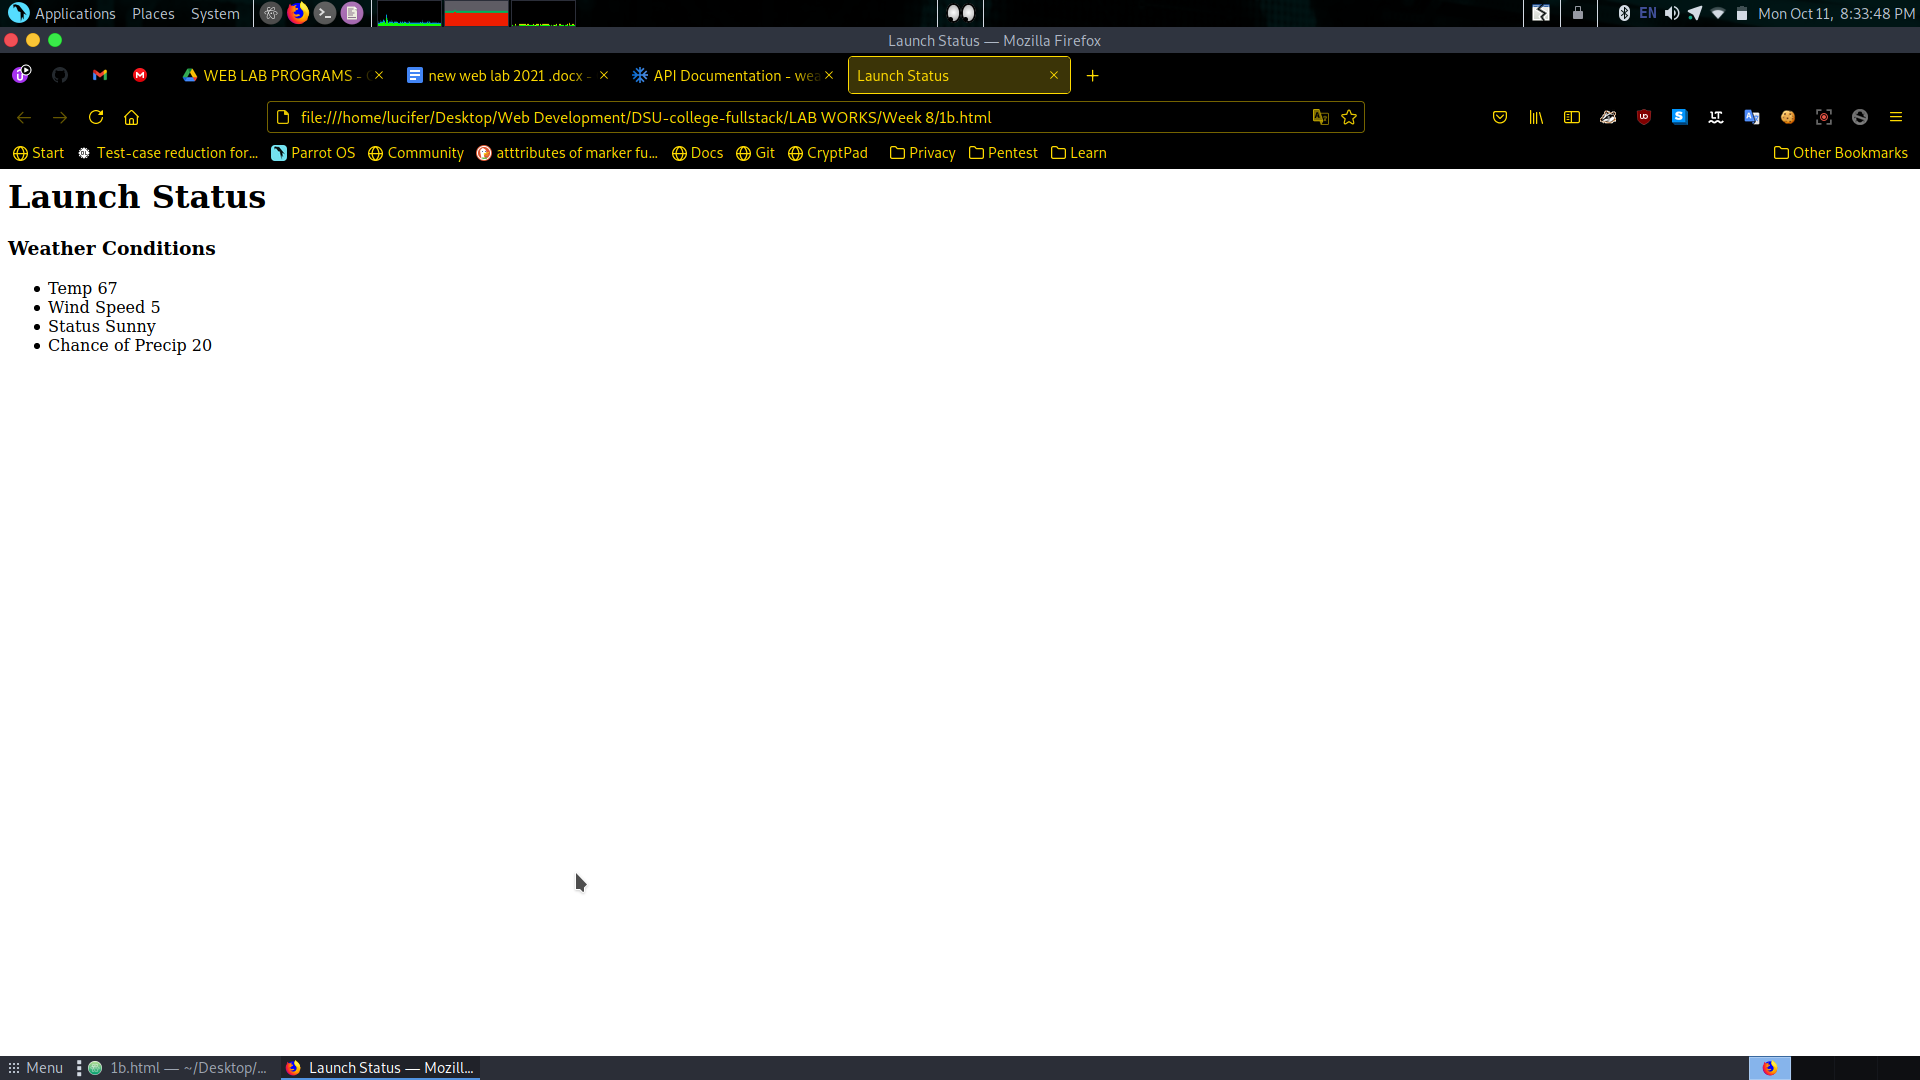 Applications Places System EN Mon Oct 11, 8:33:48 PM
Launch Status — Mozilla Firefox
WEB LAB PROGRAMS - new web lab 2021 .docx - API Documentation - wea Launch Status
file:///home/lucifer/Desktop/Web Development/DSU-college-fullstack/LAB WORKS/Week 8/1b.html
Start Test-case reduction for... Parrot OS Community atttributes of marker fu... Docs Git CryptPad Privacy Pentest Learn Other Bookmarks
Launch Status
Weather Conditions
• Temp 67
• Wind Speed 5
• Status Sunny
• Chance of Precip 20
Menu 1b.html — ~/Desktop/... Launch Status — Mozill...